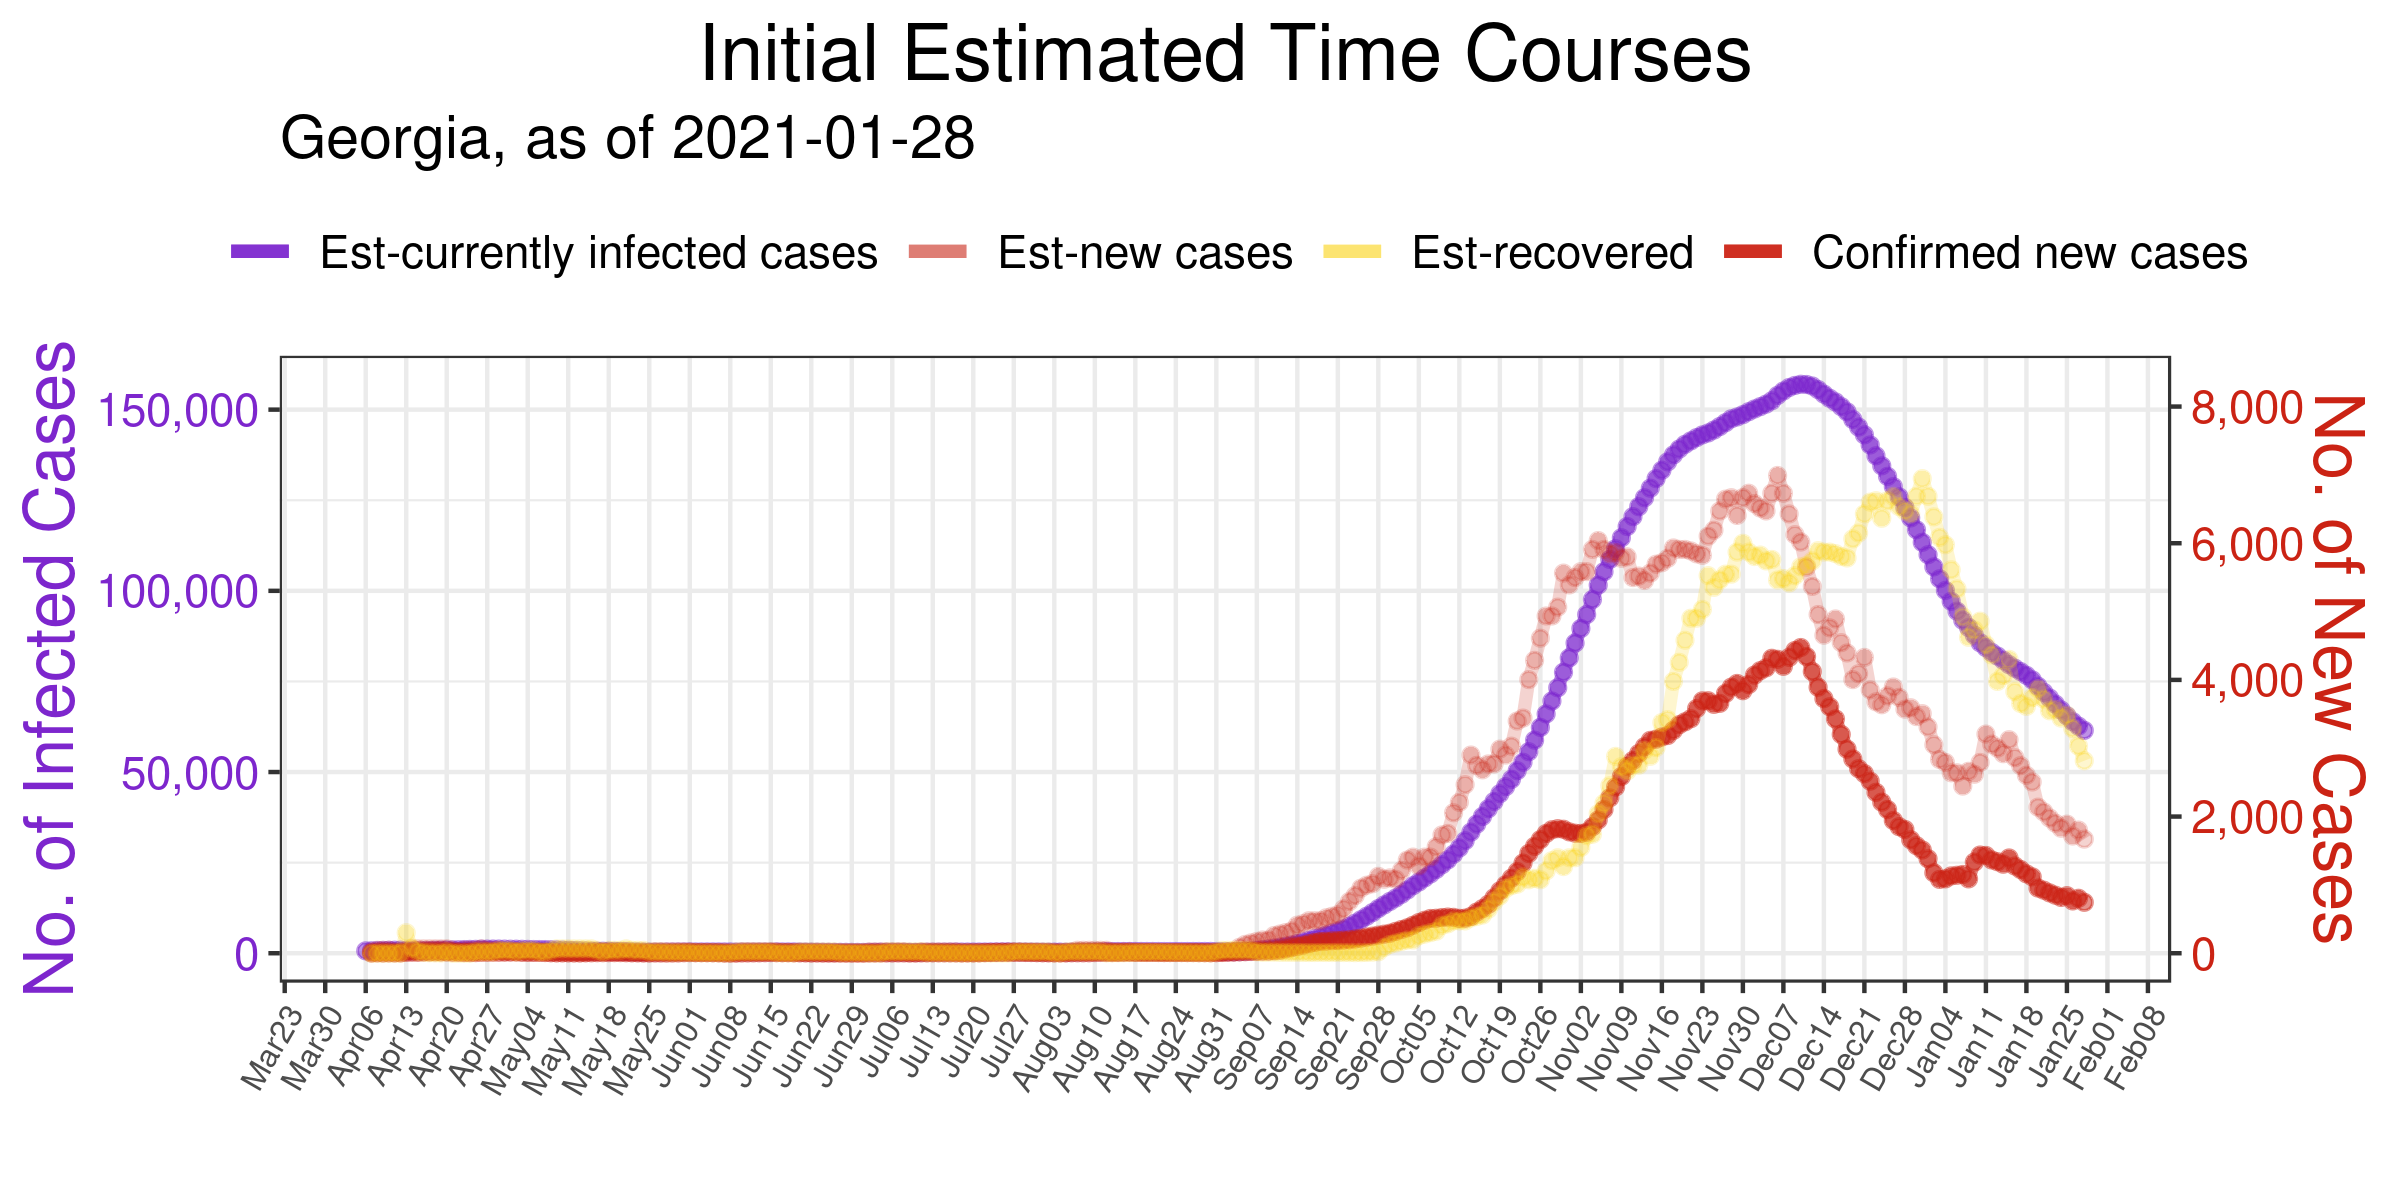 Initial Estimated Time Courses
Georgia, as of 2021-01-28
Est-currently infected cases
Est-new cases
Est-recovered
Confirmed new cases
No. of Infected Cases
150,000
100,000
50,000
0
8,000
6,000
4,000
2,000
0
No. of New Cases
Mar23
Mar30
Apr06
Apr13
Apr20
Apr27
May04
May11
May18
May25
Jun01
Jun08
Jun15
Jun22
Jun29
Jul06
Jul13
Jul20
Jul27
Aug03
Aug10
Aug17
Aug24
Aug31
Sep07
Sep14
Sep21
Sep28
Oct05
Oct12
Oct19
Oct26
Nov02
Nov09
Nov16
Nov23
Nov30
Dec07
Dec14
Dec21
Dec28
Jan04
Jan11
Jan18
Jan25
Feb01
Feb08